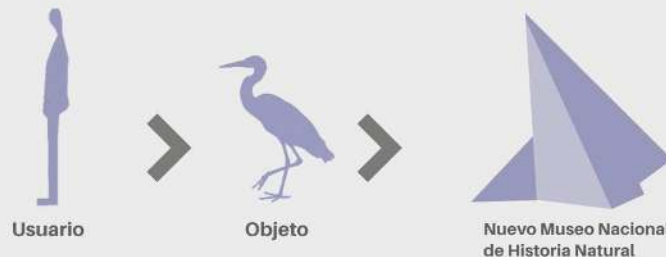 Usuario
Objeto
Nuevo Museo Nacional
de Historia Natural